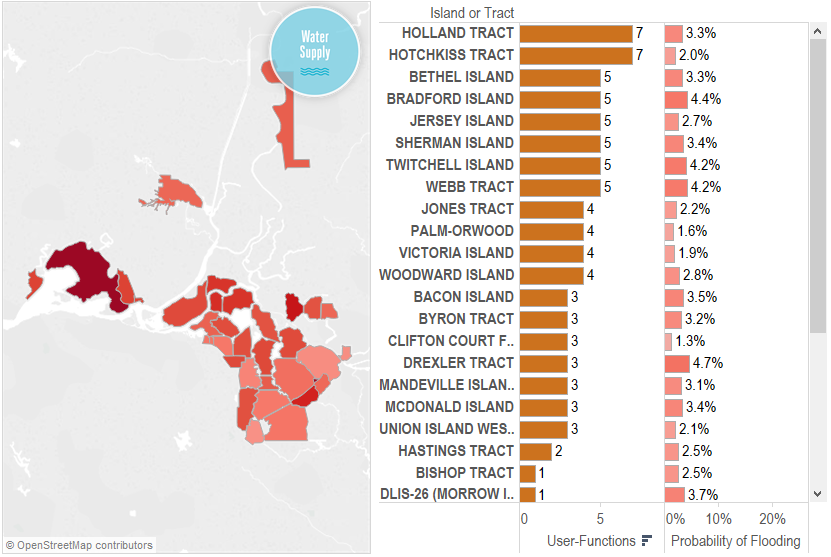 Water
Supply
© OpenStreetMap contributors
Island or Tract
HOLLAND TRACT 7 3.3%
HOTCHKISS TRACT 7 2.0%
BETHEL ISLAND 5 3.3%
BRADFORD ISLAND 5 4.4%
JERSEY ISLAND 5 2.7%
SHERMAN ISLAND 5 3.4%
TWITCHELL ISLAND 5 4.2%
WEBB TRACT 5 4.2%
JONES TRACT 4 2.2%
PALM-ORWOOD 4 1.6%
VICTORIA ISLAND 4 1.9%
WOODWARD ISLAND 4 2.8%
BACON ISLAND 3 3.5%
BYRON TRACT 3 3.2%
CLIFTON COURT F.. 3 1.3%
DREXLER TRACT 3 4.7%
MANDEVILLE ISLAN.. 3 3.1%
MCDONALD ISLAND 3 3.4%
UNION ISLAND WES.. 3 2.1%
HASTINGS TRACT 2 2.5%
BISHOP TRACT 1 2.5%
DLIS-26 (MORROW I.. 1 3.7%
0 5 0% 10% 20%
User-Functions Probability of Flooding